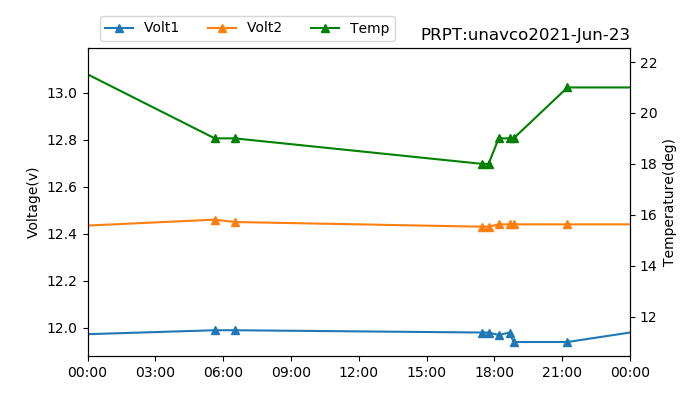 Volt1 Volt2 Temp
PRPT:unavco2021-Jun-23
Voltage(v)
13.0
12.8
12.6
12.4
12.2
12.0
22
20
18
16
14
12
Temperature(deg)
00:00 03:00 06:00 09:00 12:00 15:00 18:00 21:00 00:00